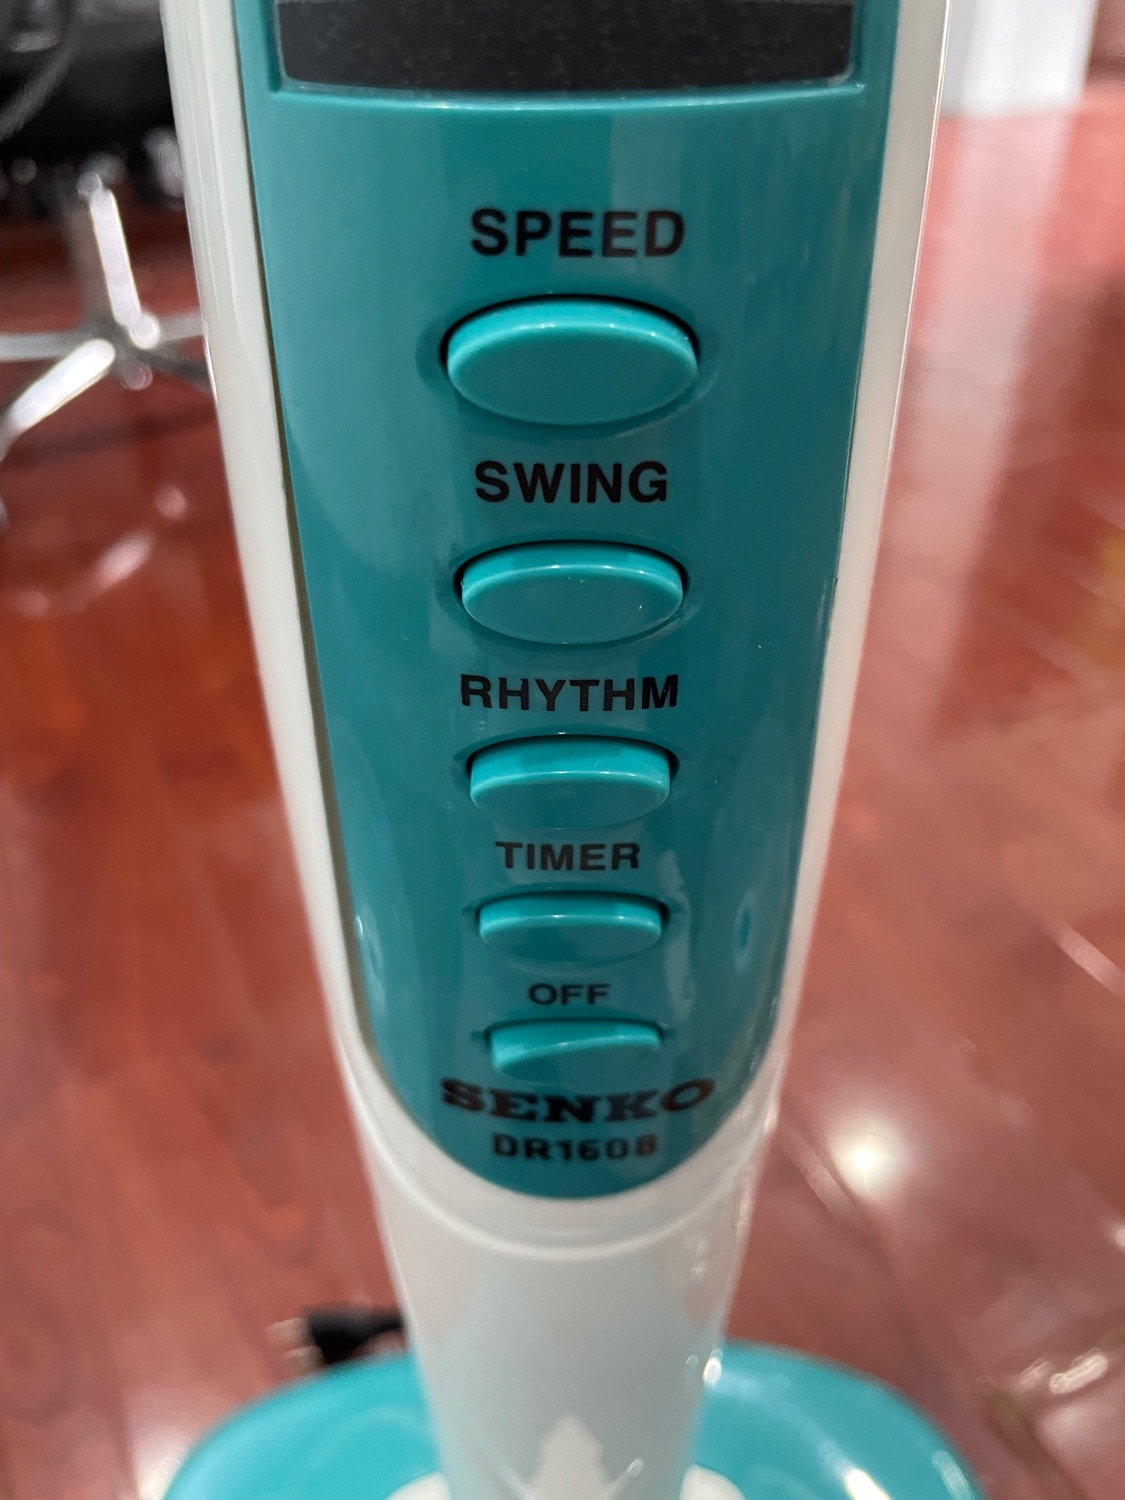 SPEED
SWING
RHYTHM
TIMER
OFF
SENKO
DR1608